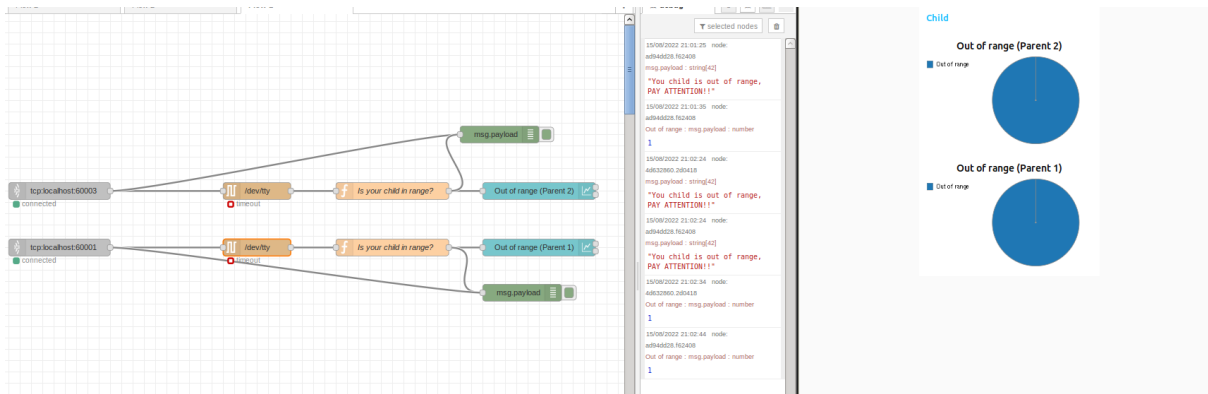 msg.payload
tcp:localhost:60003
connected
/dev/tty
timeout
Is your child in range?
Out of range (Parent 2)
tcp:localhost:60001
connected
/dev/tty
timeout
Is your child in range?
Out of range (Parent 1)
msg.payload
selected nodes
15/08/2022 21:01:25 node:
ad94dd28.f62408
msg.payload : string[42]
"You child is out of range,
PAY ATTENTION!!"
15/08/2022 21:01:35 node:
ad94dd28.f62408
Out of range : msg.payload : number
1
15/08/2022 21:02:24 node:
4d632860.2d0418
msg.payload : string[42]
"You child is out of range,
PAY ATTENTION!!"
15/08/2022 21:02:24 node:
ad94dd28.f62408
msg.payload : string[42]
"You child is out of range,
PAY ATTENTION!!"
15/08/2022 21:02:34 node:
4d632860.2d0418
Out of range : msg.payload : number
1
15/08/2022 21:02:44 node:
ad94dd28.f62408
Out of range : msg.payload : number
1
Child
Out of range (Parent 2)
Out of range
Out of range (Parent 1)
Out of range